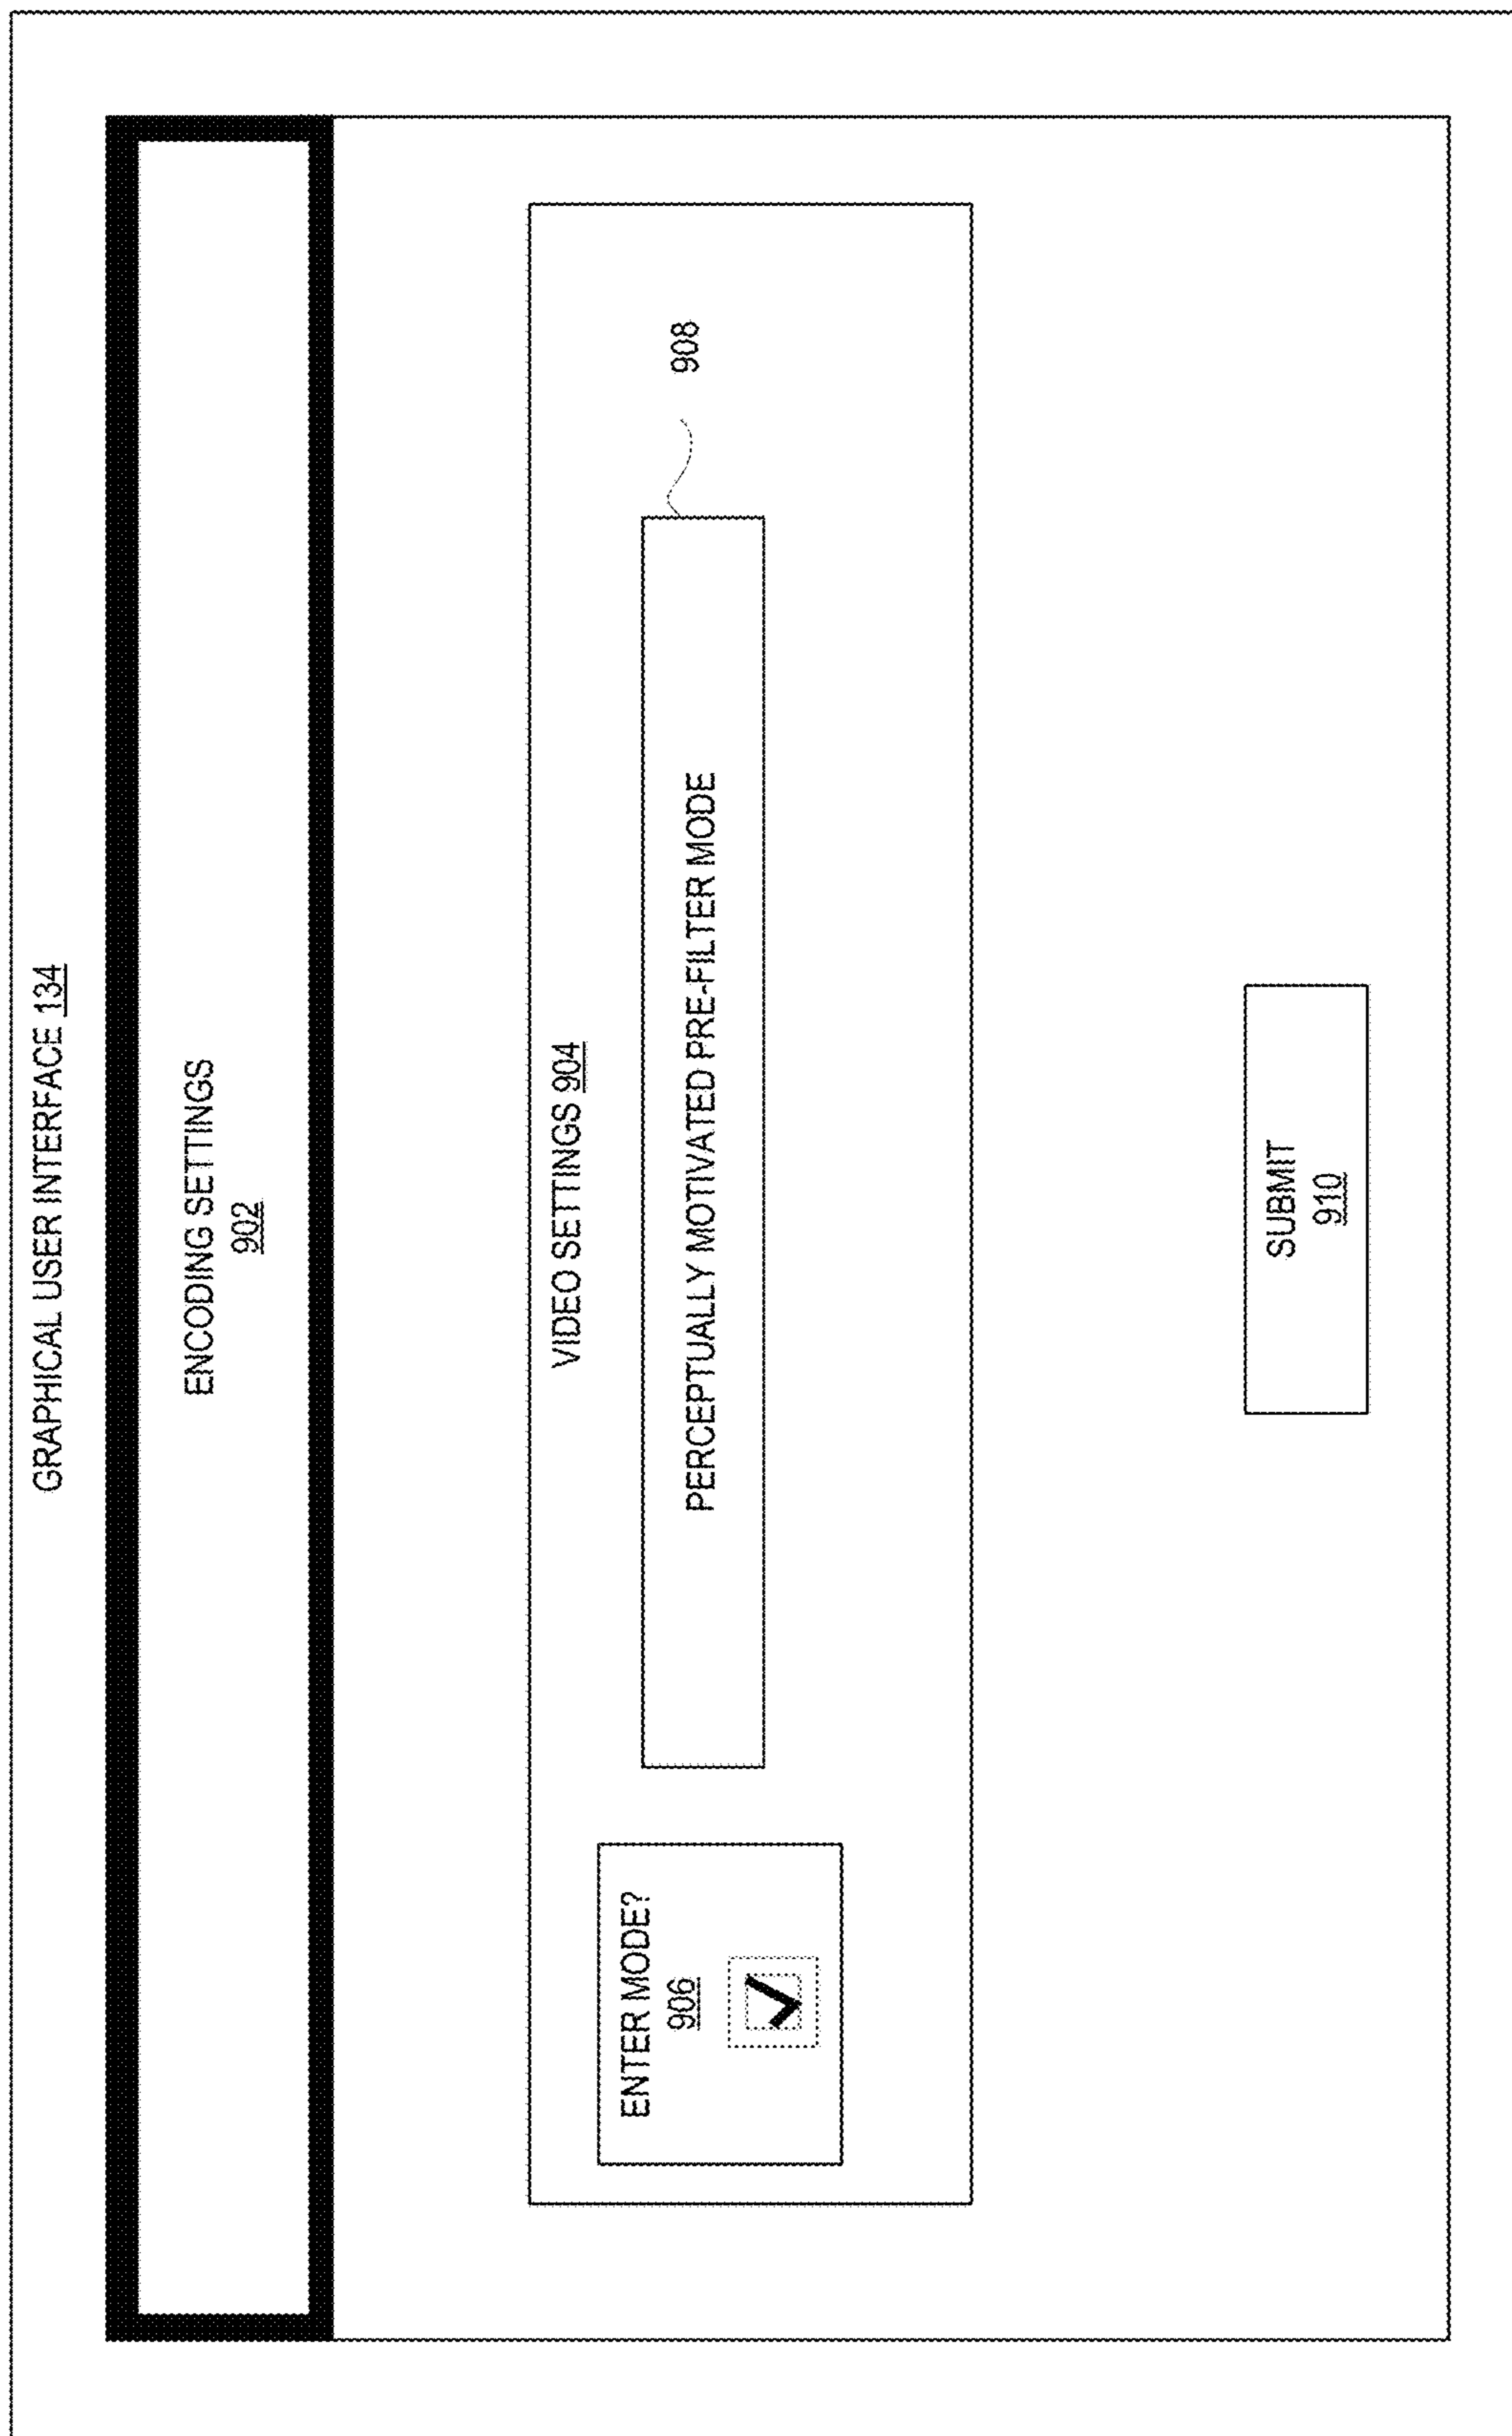 GRAPHICAL USER INTERFACE 134
ENCODING SETTINGS
902
VIDEO SETTINGS 904
ENTER MODE?
906
PERCEPTUALLY MOTIVATED PRE-FILTER MODE
908
SUBMIT
910